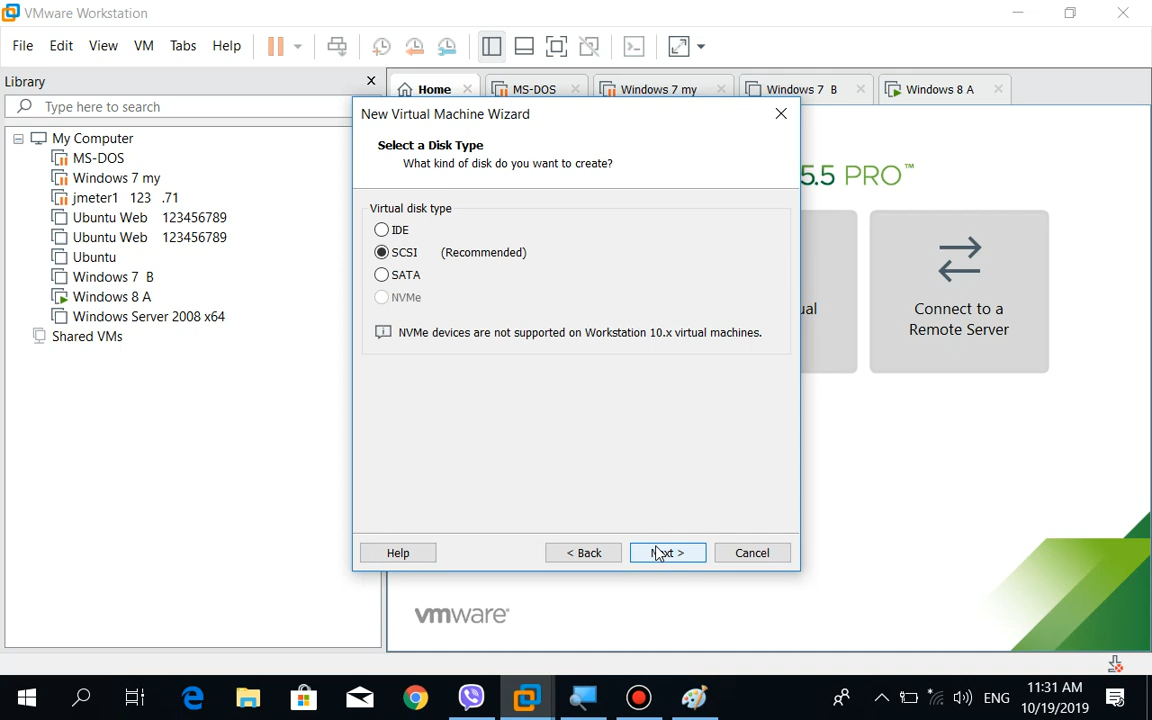 VMware Workstation
File Edit View VM Tabs Help
Library
Type here to search
My Computer
MS-DOS
Windows 7 my
jmeter1 123 .71
Ubuntu Web 123456789
Ubuntu Web 123456789
Ubuntu
Windows 7 B
Windows 8 A
Windows Server 2008 x64
Shared VMs
Home MS-DOS Windows 7 my Windows 7 B Windows 8 A
5.5 PRO™
New Virtual Machine Wizard
Select a Disk Type
What kind of disk do you want to create?
Virtual disk type
IDE
SCSI (Recommended)
SATA
NVMe
NVMe devices are not supported on Workstation 10.x virtual machines.
Help < Back Next > Cancel
ual
Connect to a
Remote Server
vmware
ENG
11:31 AM
10/19/2019